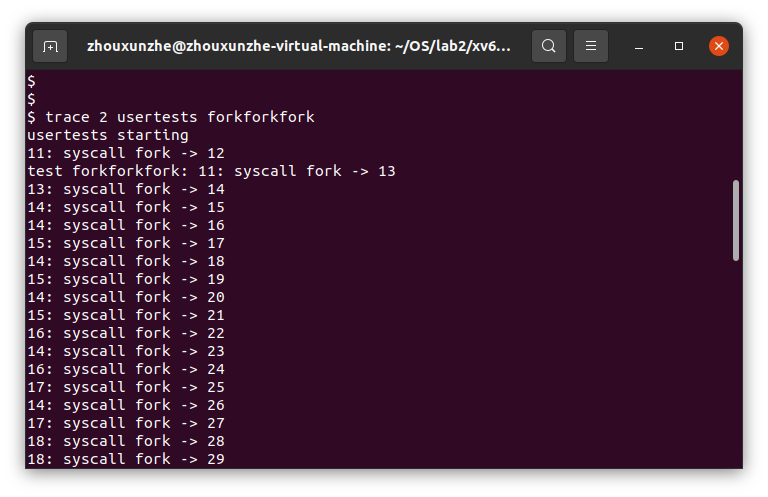 zhouxunzhe@zhouxunzhe-virtual-machine: ~/OS/lab2/xv6...
$
$
$ trace 2 usertests forkforkfork
usertests starting
11: syscall fork -> 12
test forkforkfork: 11: syscall fork -> 13
13: syscall fork -> 14
14: syscall fork -> 15
14: syscall fork -> 16
15: syscall fork -> 17
14: syscall fork -> 18
15: syscall fork -> 19
14: syscall fork -> 20
15: syscall fork -> 21
16: syscall fork -> 22
14: syscall fork -> 23
16: syscall fork -> 24
17: syscall fork -> 25
14: syscall fork -> 26
17: syscall fork -> 27
18: syscall fork -> 28
18: syscall fork -> 29